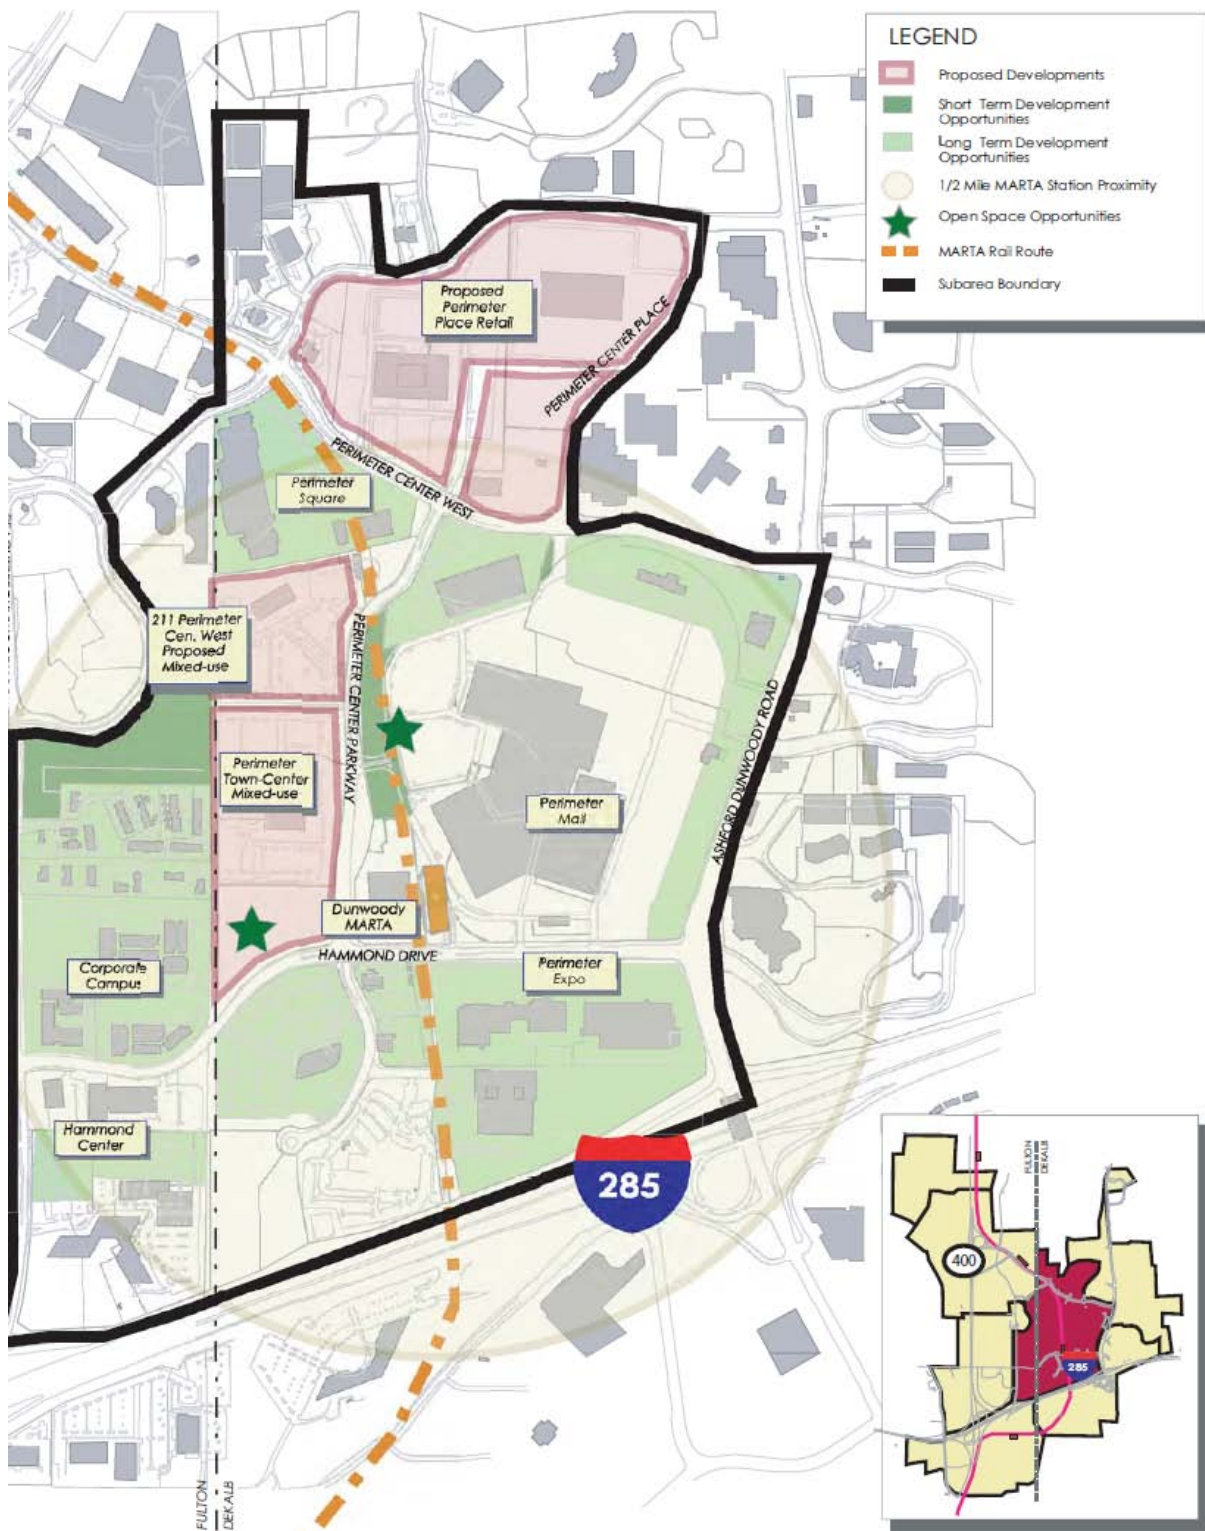 LEGEND
Proposed Developments
Short Term Development
Opportunities
Long Term Development
Opportunities
1/2 Mile MARTA Station Proximity
Open Space Opportunities
MARTA Rail Route
Subarea Boundary
Proposed
Perimeter
Place Retail
PERIMETER CENTER PLACE
PERIMETER CENTER WEST
Perimeter
Square
211 Perimeter
Cen. West
Proposed
Mixed-use
PERIMETER CENTER PARKWAY
Perimeter
Town-Center
Mixed-use
Perimeter
Mall
ASHFORD DUNWOODY ROAD
Dunwoody
MARTA
HAMMOND DRIVE
Corporate
Campus
Perimeter
Expo
Hammond
Center
285
FULTON
DEKALB
FULTON
DEKALB
400
285